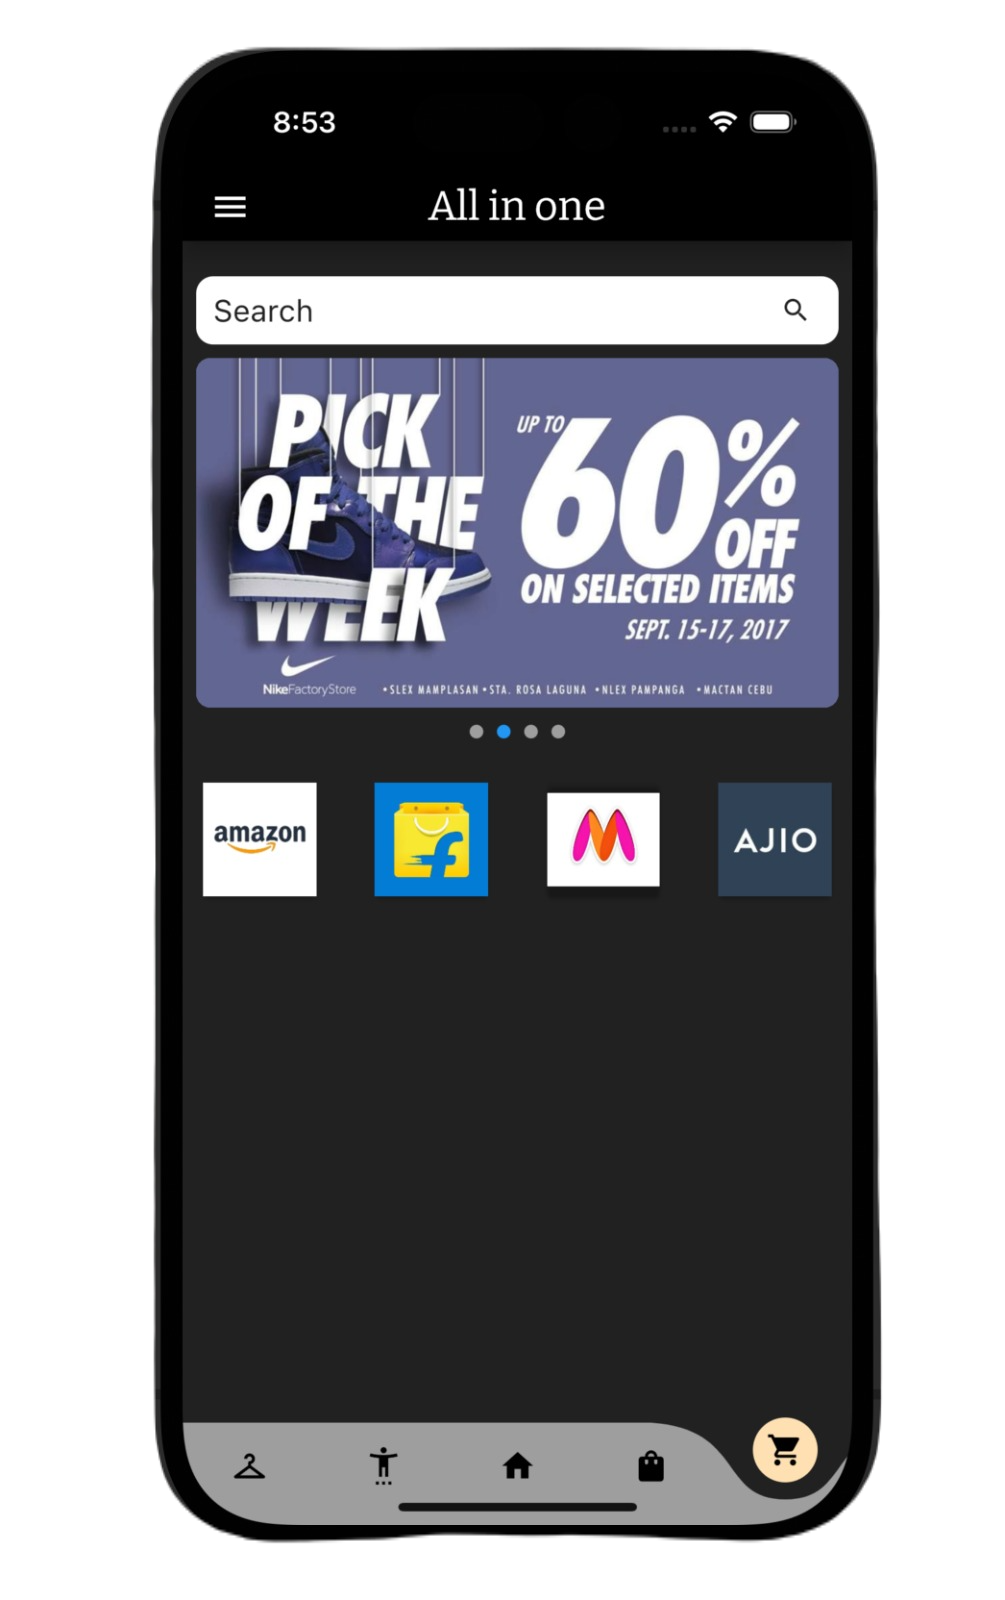 8:53
All in one
Search
PICK
OF THE
WEEK
UP TO
60%
OFF
ON SELECTED ITEMS
SEPT. 15-17, 2017
NikeFactoryStore
•SLEX MAMPLASAN •STA. ROSA LAGUNA •NLEX PAMPANGA •MACTAN CEBU
amazon
f
M
AJIO